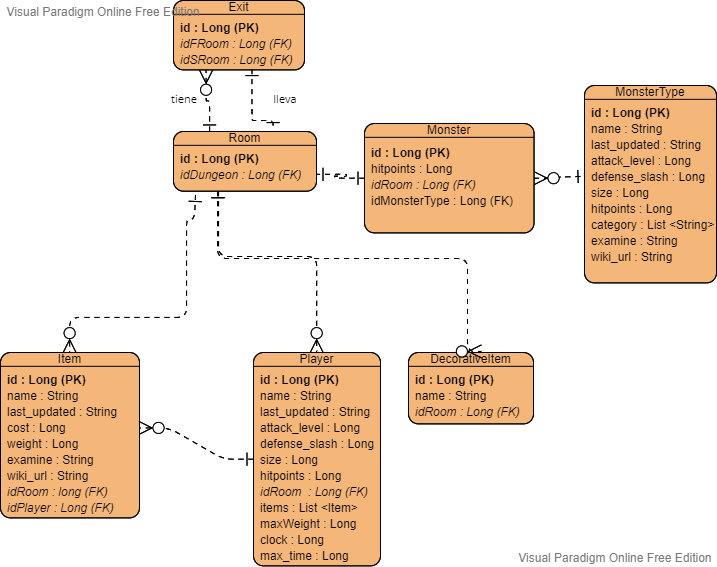 Visual Paradigm Online Free Edition
Exit
id : Long (PK)
idFRoom : Long (FK)
idSRoom : Long (FK)
tiene
lleva
Room
id : Long (PK)
idDungeon : Long (FK)
Monster
id : Long (PK)
hitpoints : Long
idRoom : Long (FK)
idMonsterType : Long (FK)
MonsterType
id : Long (PK)
name : String
last_updated : String
attack_level : Long
defense_slash : Long
size : Long
hitpoints : Long
category : List <String>
examine : String
wiki_url : String
Item
id : Long (PK)
name : String
last_updated : String
cost : Long
weight : Long
examine : String
wiki_url : String
idRoom : long (FK)
idPlayer : Long (FK)
Player
id : Long (PK)
name : String
last_updated : String
attack_level : Long
defense_slash : Long
size : Long
hitpoints : Long
idRoom : Long (FK)
items : List <Item>
maxWeight : Long
clock : Long
max_time : Long
DecorativeItem
id : Long (PK)
name : String
idRoom : Long (FK)
Visual Paradigm Online Free Edition